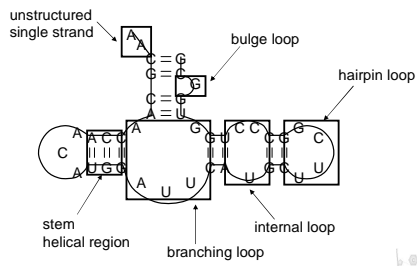 unstructured
single strand
bulge loop
hairpin loop
A
A
C G
G C
G
C G
A U
A G C C G
A A C C G U C G C
C
A U G G C A G C U
A U U U U
stem
helical region
internal loop
branching loop